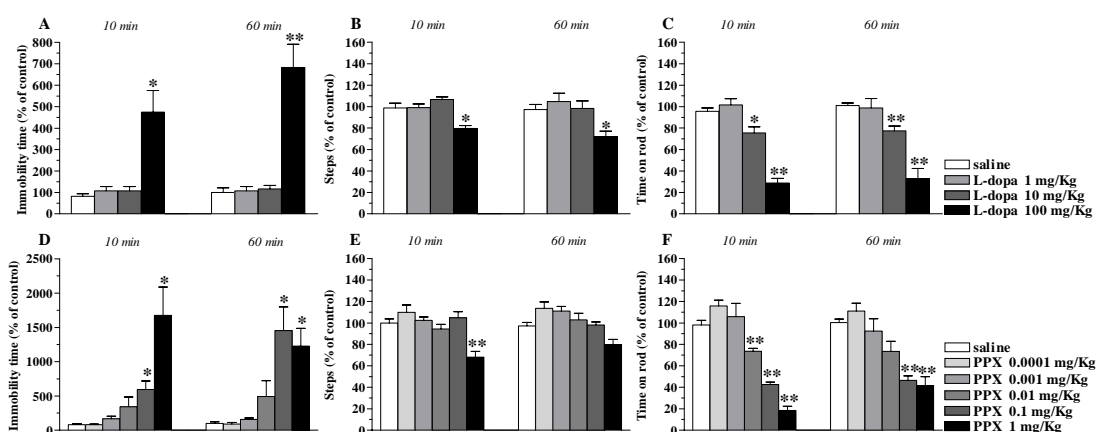 A
10 min
60 min
Immobility time (% of control)
800
700
600
500
400
300
200
100
0
*
**
B
10 min
60 min
Steps (% of control)
160
140
120
100
80
60
40
20
0
*
*
C
10 min
60 min
Time on rod (% of control)
160
140
120
100
80
60
40
20
0
*
**
**
**
saline
L-dopa 1 mg/Kg
L-dopa 10 mg/Kg
L-dopa 100 mg/Kg
D
10 min
60 min
Immobility time (% of control)
2500
2000
1500
1000
500
0
*
*
*
*
E
10 min
60 min
Steps (% of control)
160
140
120
100
80
60
40
20
0
**
F
10 min
60 min
Time on rod (% of control)
160
140
120
100
80
60
40
20
0
**
**
**
**
**
saline
PPX 0.0001 mg/Kg
PPX 0.001 mg/Kg
PPX 0.01 mg/Kg
PPX 0.1 mg/Kg
PPX 1 mg/Kg